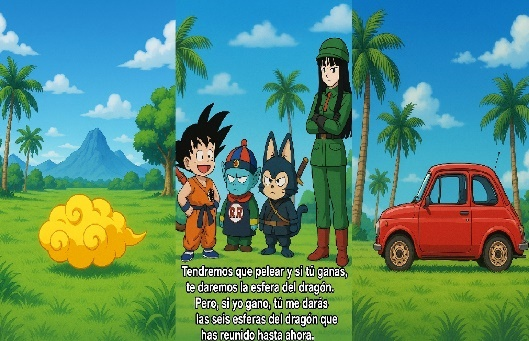 Tendremos que pelear y si tú ganas,
te daremos la esfera del dragón.
Pero, si yo gano, tú me darás
las seis esferas del dragón que
has reunido hasta ahora.